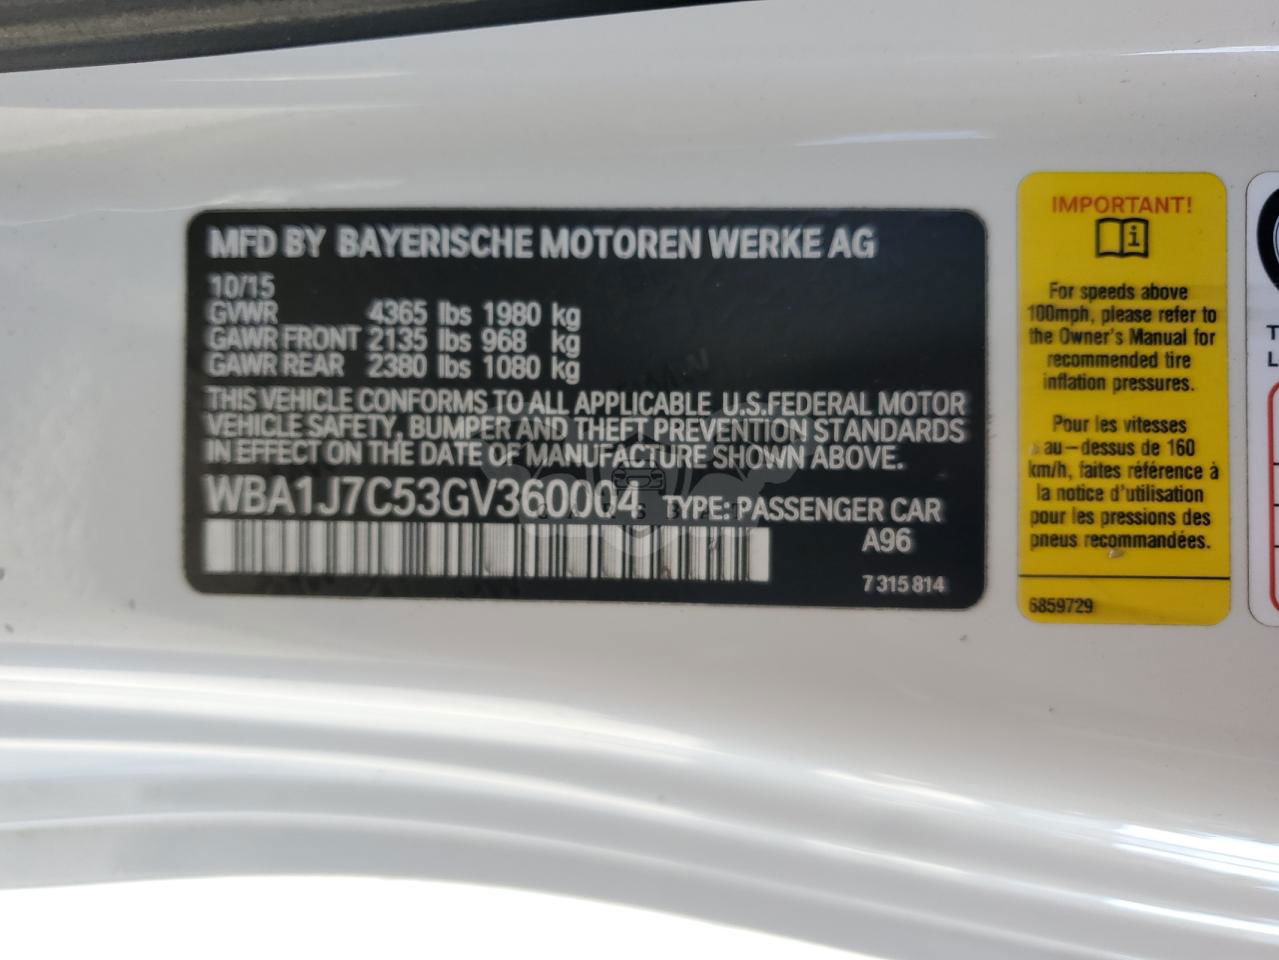 MFD BY BAYERISCHE MOTOREN WERKE AG
10/15
GVWR 4365 lbs 1980 kg
GAWR FRONT 2135 lbs 968 kg
GAWR REAR 2380 lbs 1080 kg
THIS VEHICLE CONFORMS TO ALL APPLICABLE U.S.FEDERAL MOTOR
VEHICLE SAFETY, BUMPER AND THEFT PREVENTION STANDARDS
IN EFFECT ON THE DATE OF MANUFACTURE SHOWN ABOVE.
WBA1J7C53GV360004 TYPE: PASSENGER CAR
A96
7 315 814
IMPORTANT!
For speeds above
100mph, please refer to
the Owner's Manual for
recommended tire
inflation pressures.
Pour les vitesses
au-dessus de 160
km/h, faites référence à
la notice d'utilisation
pour les pressions des
pneus recommandées.
6859729
T
L